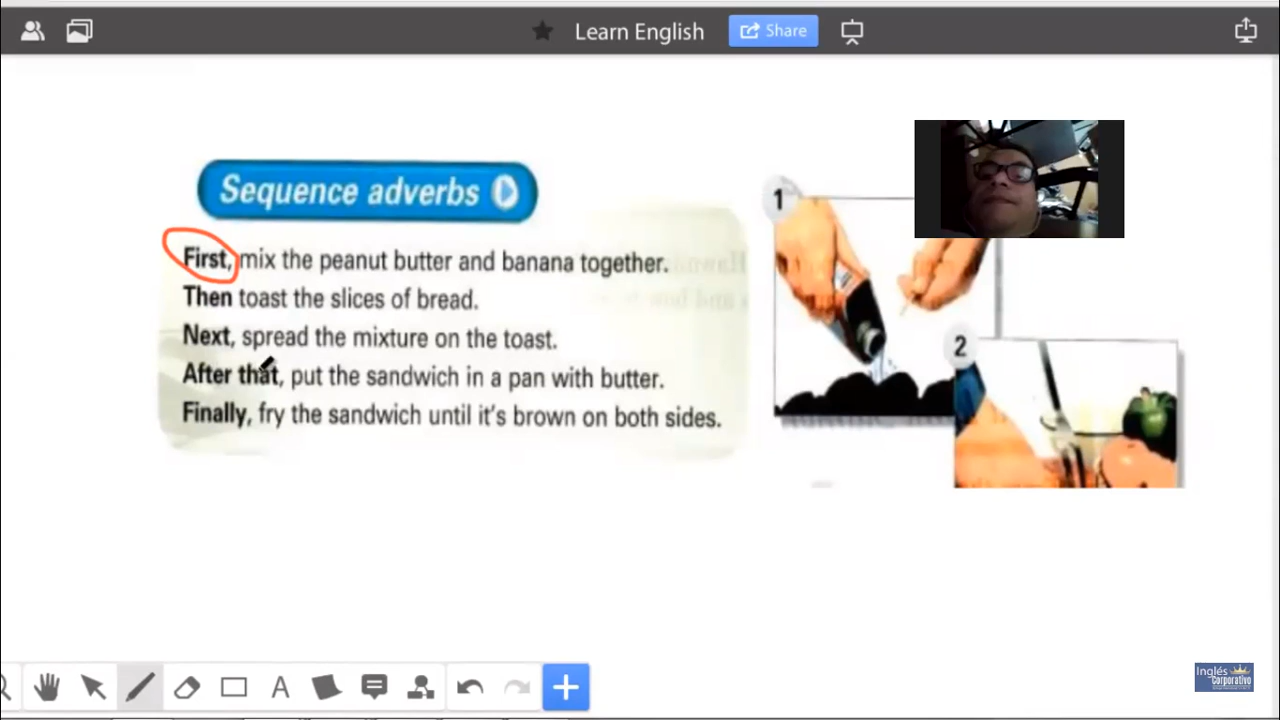 Learn English
Share
Sequence adverbs
First, mix the peanut butter and banana together.
Then toast the slices of bread.
Next, spread the mixture on the toast.
After that, put the sandwich in a pan with butter.
Finally, fry the sandwich until it's brown on both sides.
1
2
A
Inglés
Corporativo